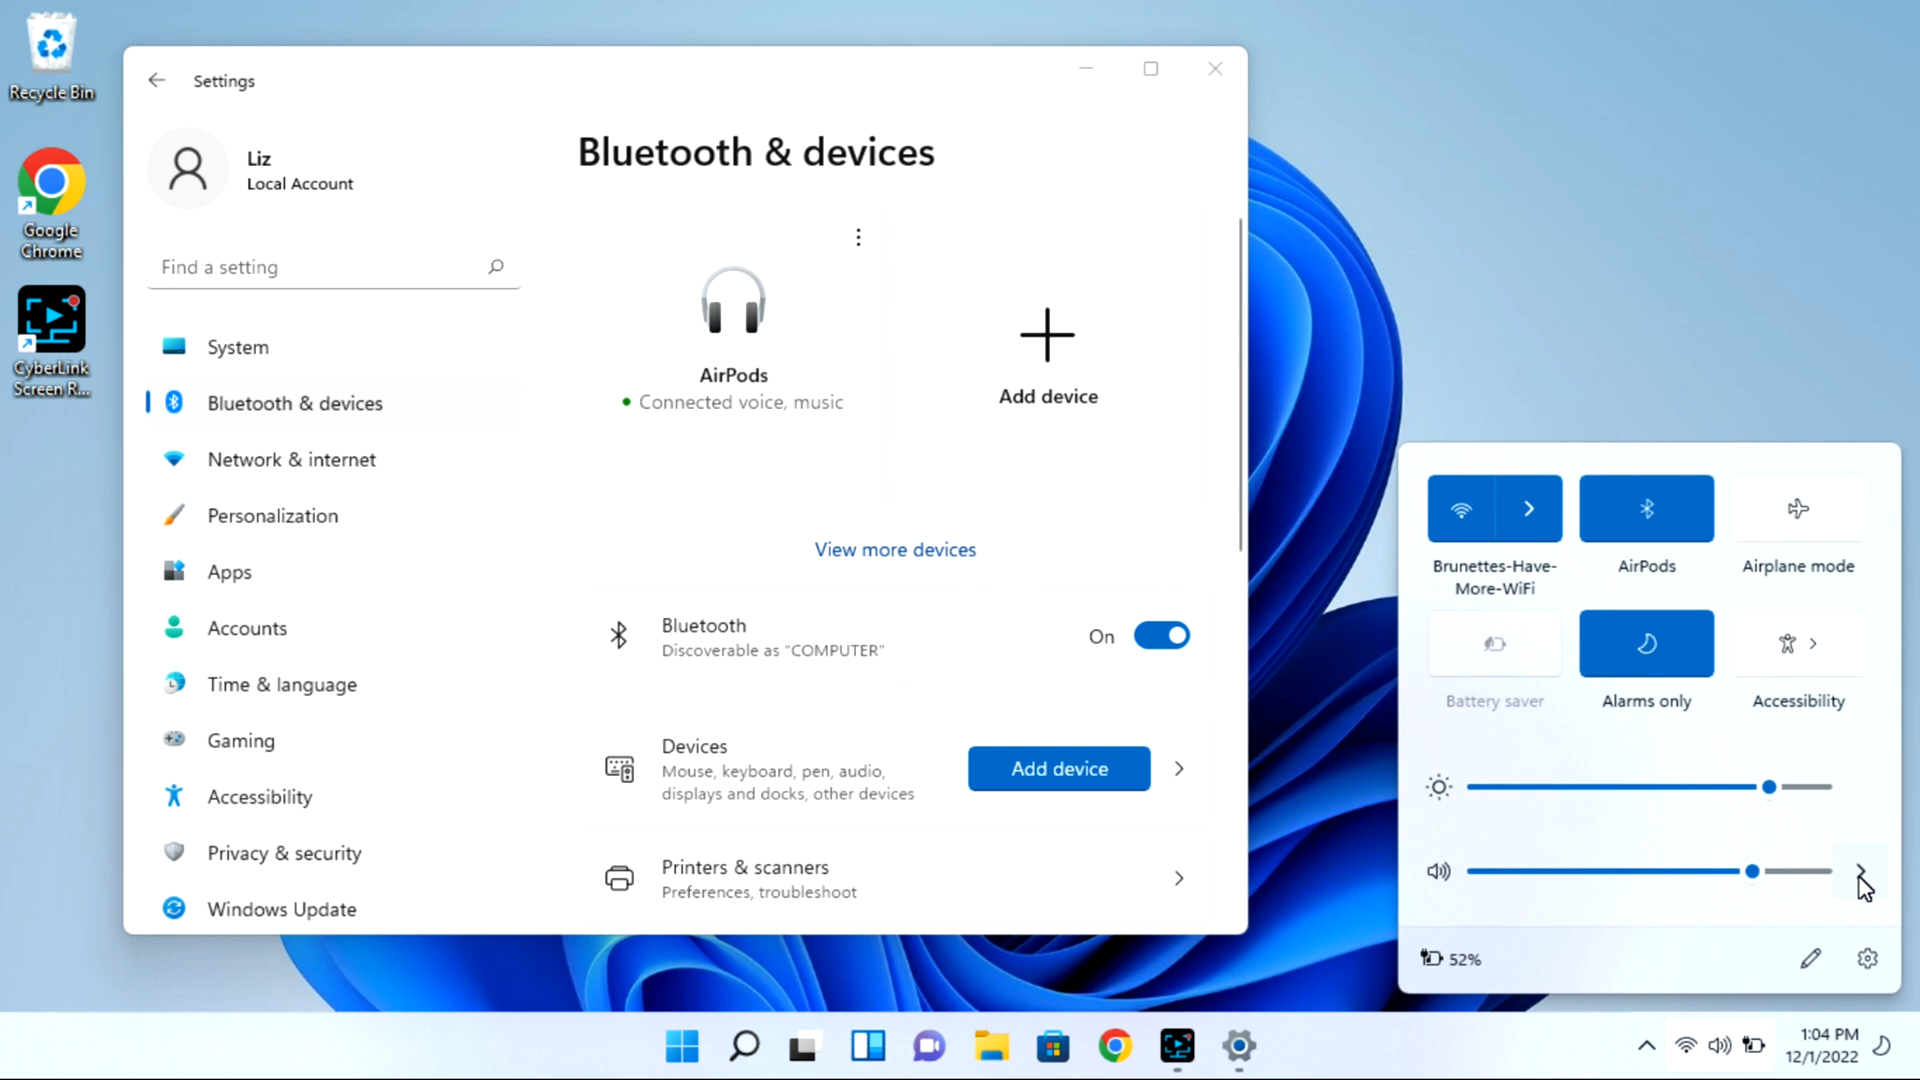 Recycle Bin
Google
Chrome
CyberLink
Screen R...
Settings
Liz
Local Account
Find a setting
System
Bluetooth & devices
Network & internet
Personalization
Apps
Accounts
Time & language
Gaming
Accessibility
Privacy & security
Windows Update
Bluetooth & devices
AirPods
Connected voice, music
Add device
View more devices
Bluetooth
Discoverable as “COMPUTER”
On
Devices
Mouse, keyboard, pen, audio,
displays and docks, other devices
Add device
Printers & scanners
Preferences, troubleshoot
Brunettes-Have-
More-WiFi
AirPods
Airplane mode
Battery saver
Alarms only
Accessibility
52%
1:04 PM
12/1/2022